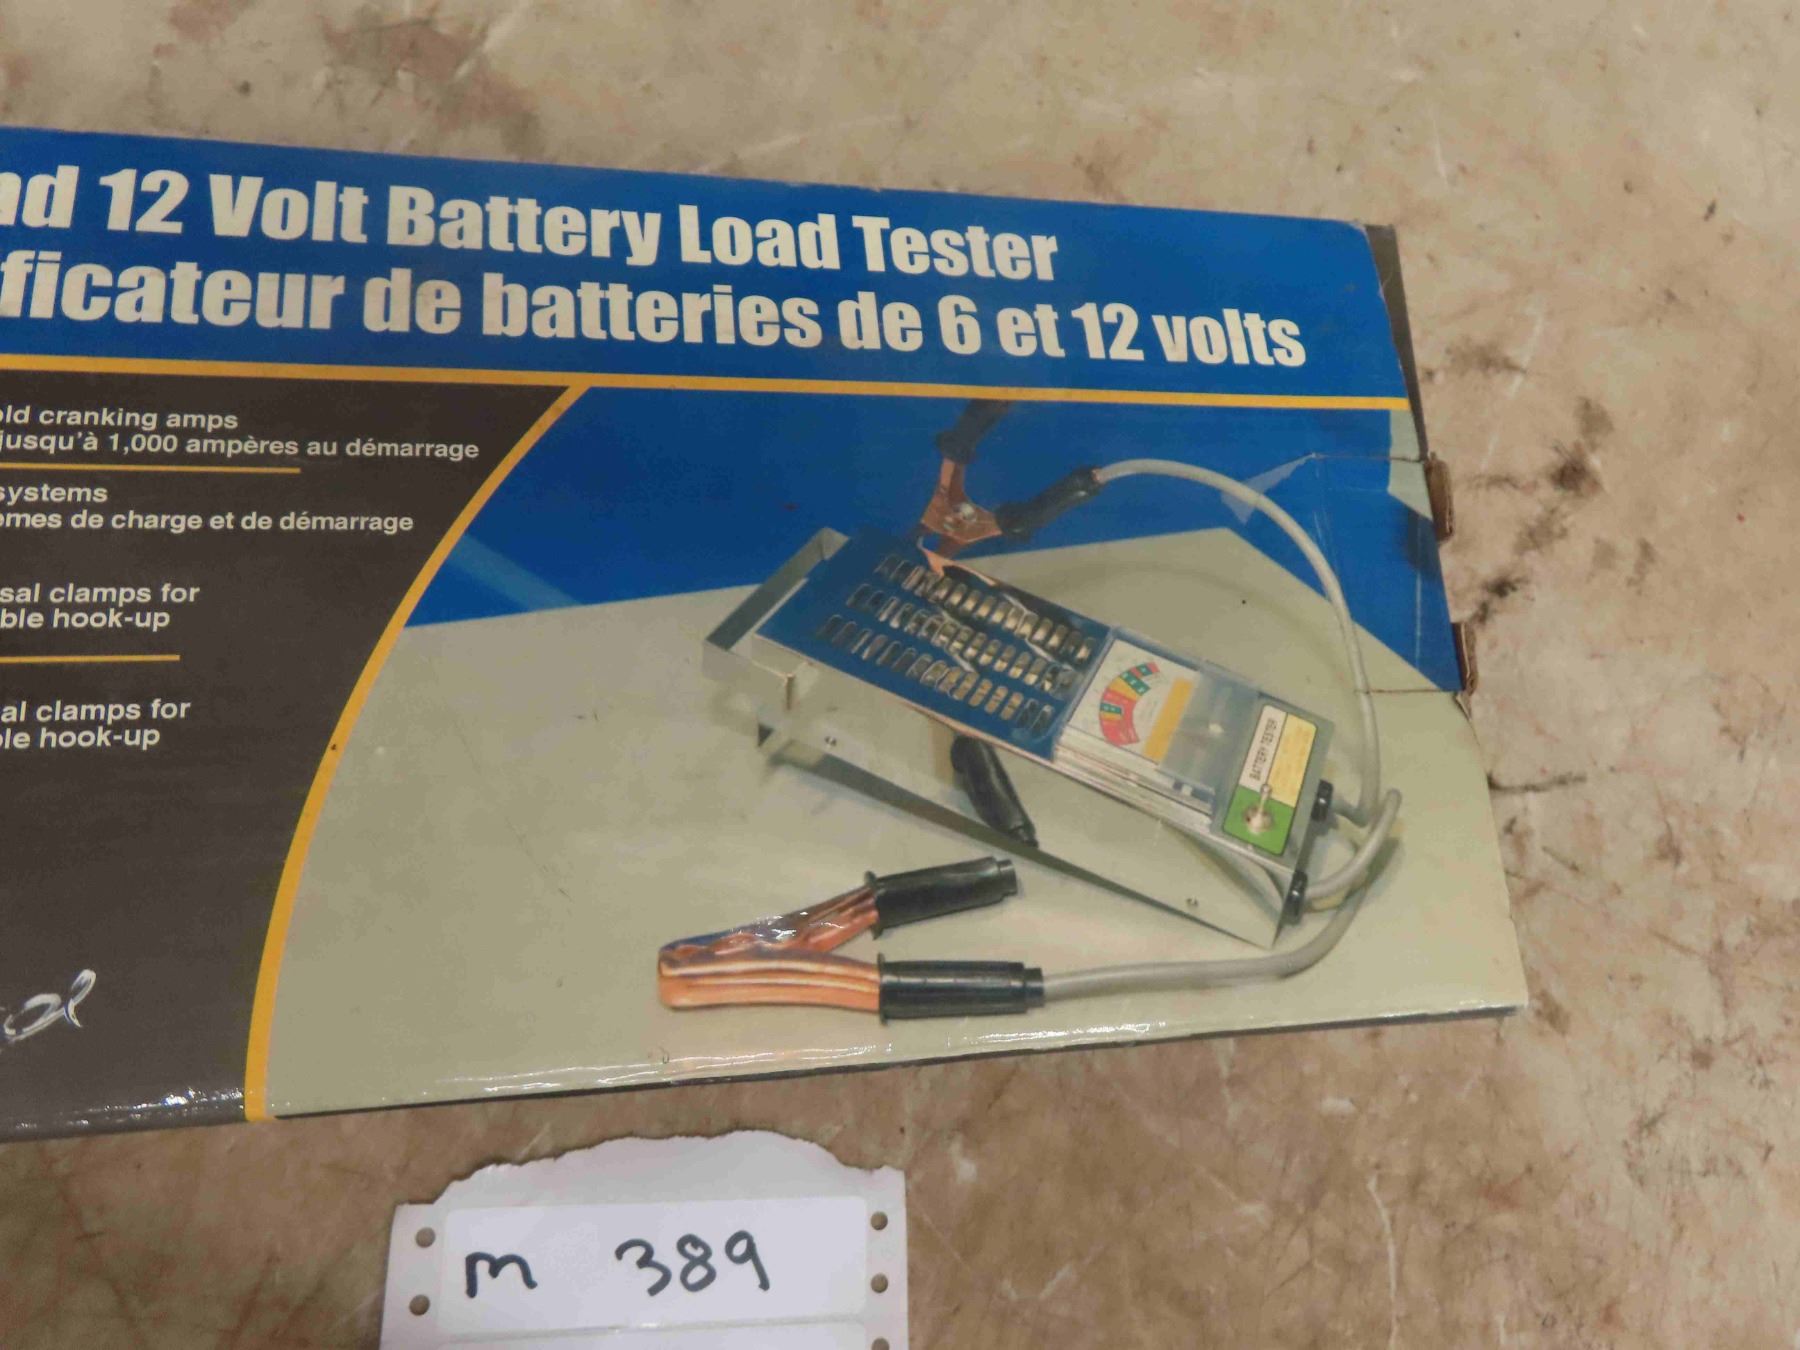 ad 12 Volt Battery Load Tester
ficateur de batteries de 6 et 12 volts
old cranking amps
jusqu'à 1,000 ampères au démarrage
systems
èmes de charge et de démarrage
sal clamps for
ble hook-up
al clamps for
le hook-up
BATTERY TESTER
m 389